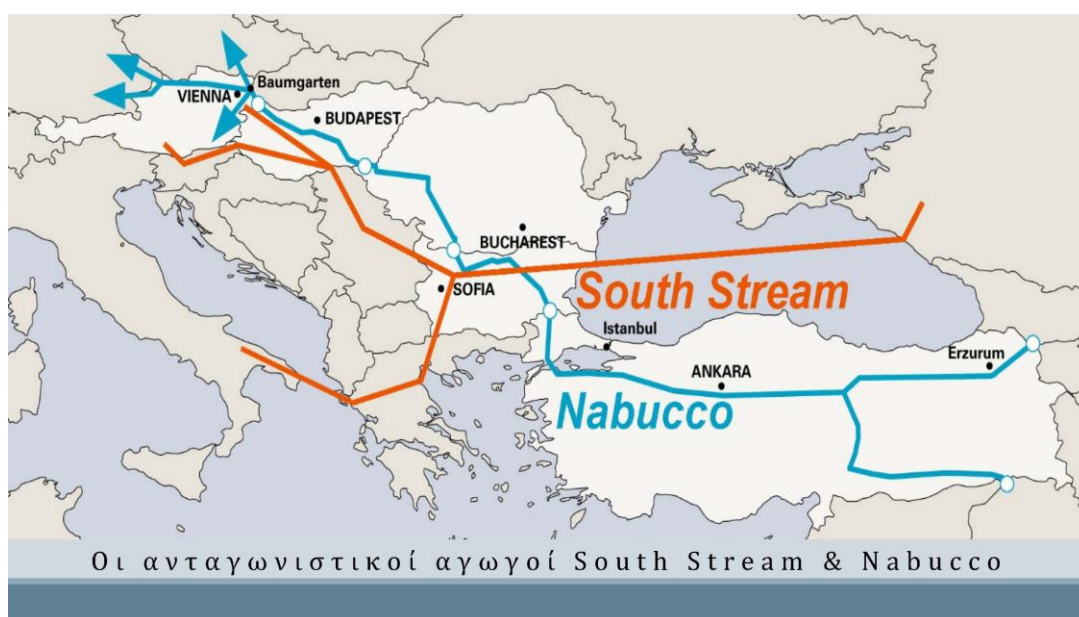 Baumgarten
VIENNA
BUDAPEST
BUCHAREST
SOFIA
South Stream
Istanbul
Erzurum
ANKARA
Nabucco
Οι ανταγωνιστικοί αγωγοί South Stream & Nabucco